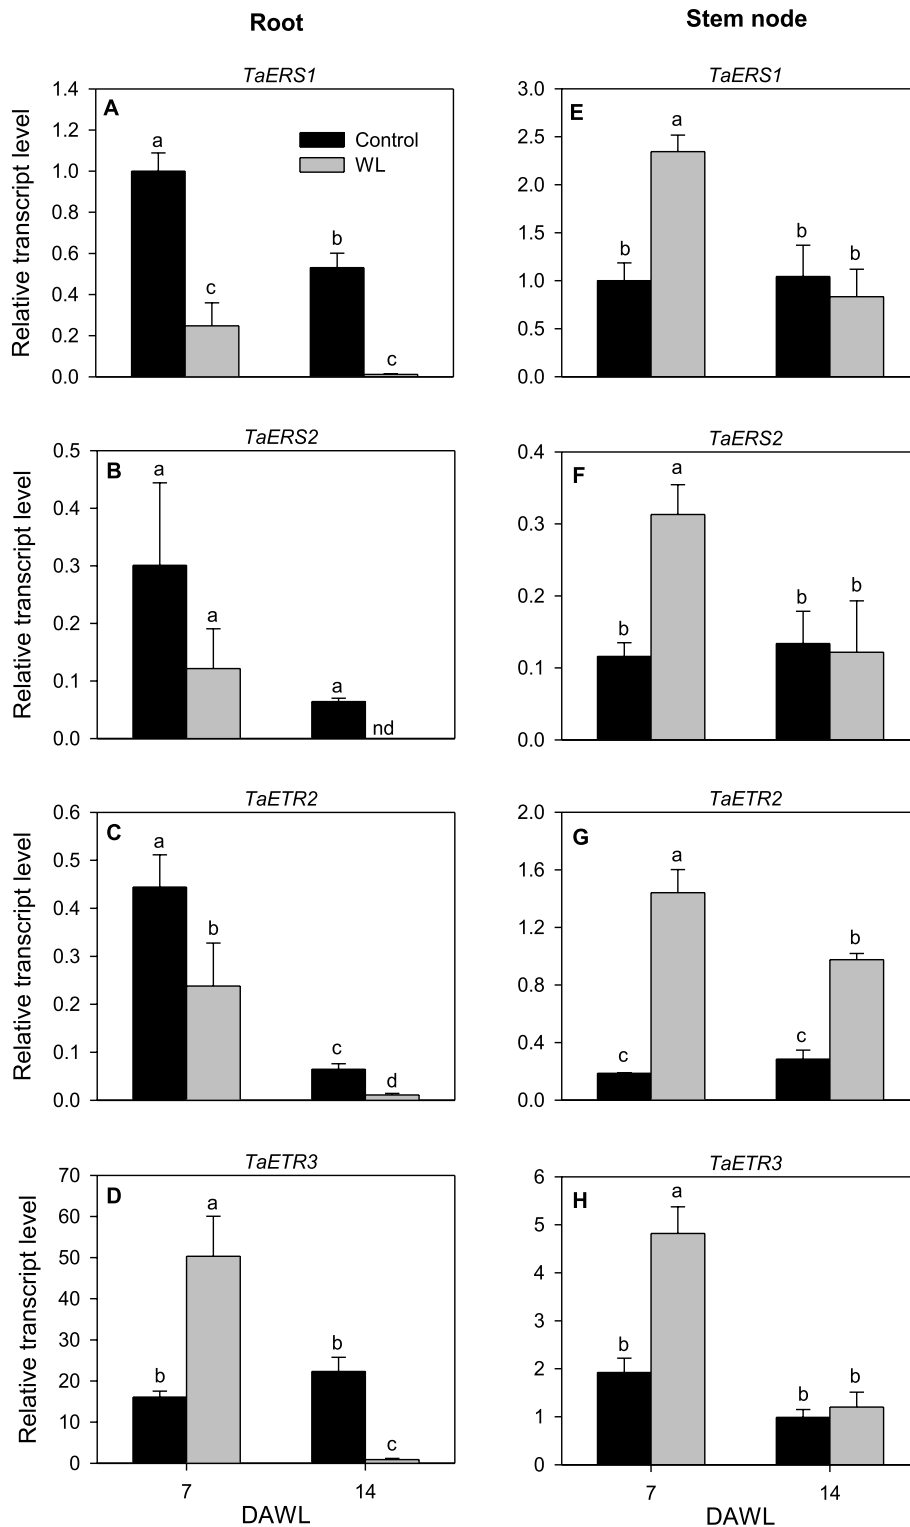 Root
Stem node
TaERS1
A
Control
WL
Relative transcript level
1.4
1.2
1.0
0.8
0.6
0.4
0.2
0.0
a
c
b
c
TaERS1
E
3.0
2.5
2.0
1.5
1.0
0.5
0.0
b
a
b
b
TaERS2
B
Relative transcript level
0.5
0.4
0.3
0.2
0.1
0.0
a
a
a
nd
TaERS2
F
0.4
0.3
0.2
0.1
0.0
b
a
b
b
TaETR2
C
Relative transcript level
0.6
0.5
0.4
0.3
0.2
0.1
0.0
a
b
c
d
TaETR2
G
2.0
1.6
1.2
0.8
0.4
0.0
c
a
c
b
TaETR3
D
Relative transcript level
70
60
50
40
30
20
10
0
b
a
b
c
7
14
DAWL
TaETR3
H
6
5
4
3
2
1
0
b
a
b
b
7
14
DAWL